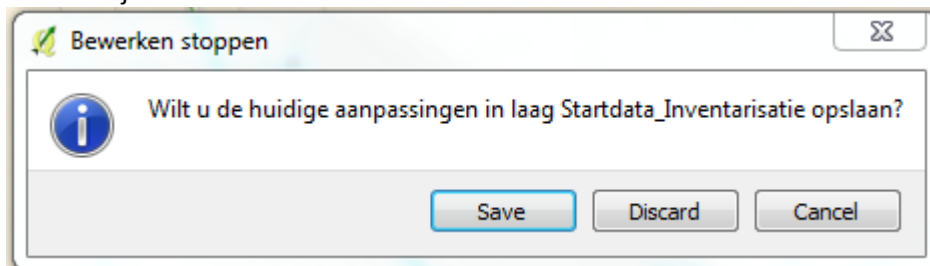 Bewerken stoppen
Wilt u de huidige aanpassingen in laag Startdata_Inventarisatie opslaan?
Save Discard Cancel